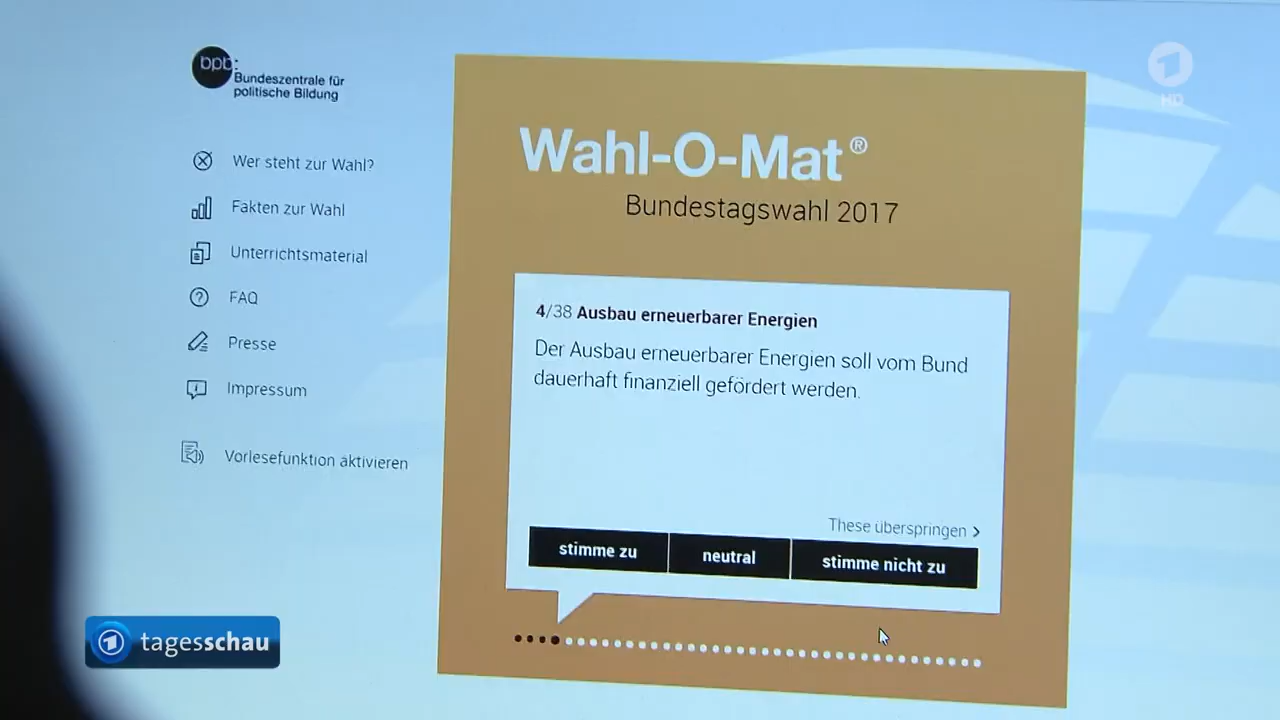 bpb:
Bundeszentrale für
politische Bildung
Wer steht zur Wahl?
Fakten zur Wahl
Unterrichtsmaterial
FAQ
Presse
Impressum
Vorlesefunktion aktivieren
Wahl-O-Mat®
Bundestagswahl 2017
4/38 Ausbau erneuerbarer Energien
Der Ausbau erneuerbarer Energien soll vom Bund
dauerhaft finanziell gefördert werden.
These überspringen >
stimme zu
neutral
stimme nicht zu
1
HD
1 tagesschau